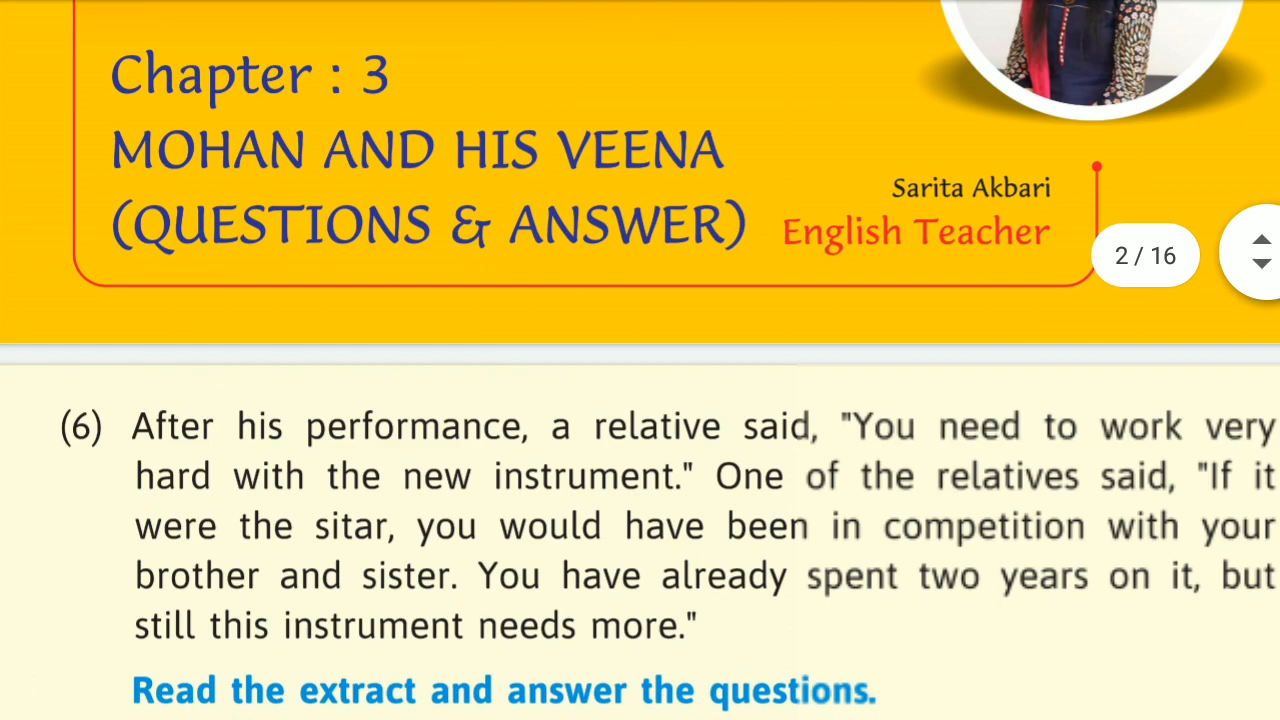 Chapter : 3
MOHAN AND HIS VEENA
(QUESTIONS & ANSWER)
Sarita Akbari
English Teacher
2 / 16
(6) After his performance, a relative said, "You need to work very
hard with the new instrument." One of the relatives said, "If it
were the sitar, you would have been in competition with your
brother and sister. You have already spent two years on it, but
still this instrument needs more."
Read the extract and answer the questions.